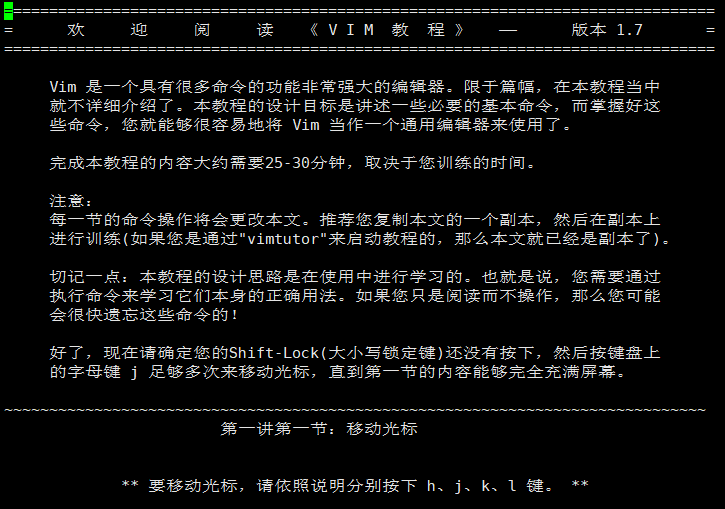 ===============================================================================
=      欢     迎     阅     读   《 V I M  教  程 》   ——      版本 1.7       =
===============================================================================
Vim 是一个具有很多命令的功能非常强大的编辑器。限于篇幅，在本教程当中
就不详细介绍了。本教程的设计目标是讲述一些必要的基本命令，而掌握好这
些命令，您就能够很容易地将 Vim 当作一个通用编辑器来使用了。
完成本教程的内容大约需要25-30分钟，取决于您训练的时间。
注意：
每一节的命令操作将会更改本文。推荐您复制本文的一个副本，然后在副本上
进行训练(如果您是通过"vimtutor"来启动教程的，那么本文就已经是副本了)。
切记一点：本教程的设计思路是在使用中进行学习的。也就是说，您需要通过
执行命令来学习它们本身的正确用法。如果您只是阅读而不操作，那么您可能
会很快遗忘这些命令的！
好了，现在请确定您的Shift-Lock(大小写锁定键)还没有按下，然后按键盘上
的字母键 j 足够多次来移动光标，直到第一节的内容能够完全充满屏幕。
~~~~~~~~~~~~~~~~~~~~~~~~~~~~~~~~~~~~~~~~~~~~~~~~~~~~~~~~~~~~~~~~~~~~~~~~~~~~~~
第一讲第一节：移动光标
** 要移动光标，请依照说明分别按下 h、j、k、l 键。 **